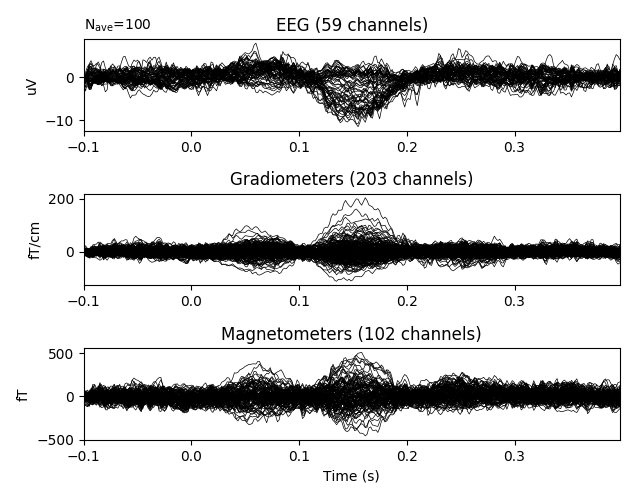 N_ave=100
EEG (59 channels)
uV
0
−10
−0.1 0.0 0.1 0.2 0.3
Gradiometers (203 channels)
fT/cm
200
0
−0.1 0.0 0.1 0.2 0.3
Magnetometers (102 channels)
fT
500
0
−500
−0.1 0.0 0.1 0.2 0.3
Time (s)